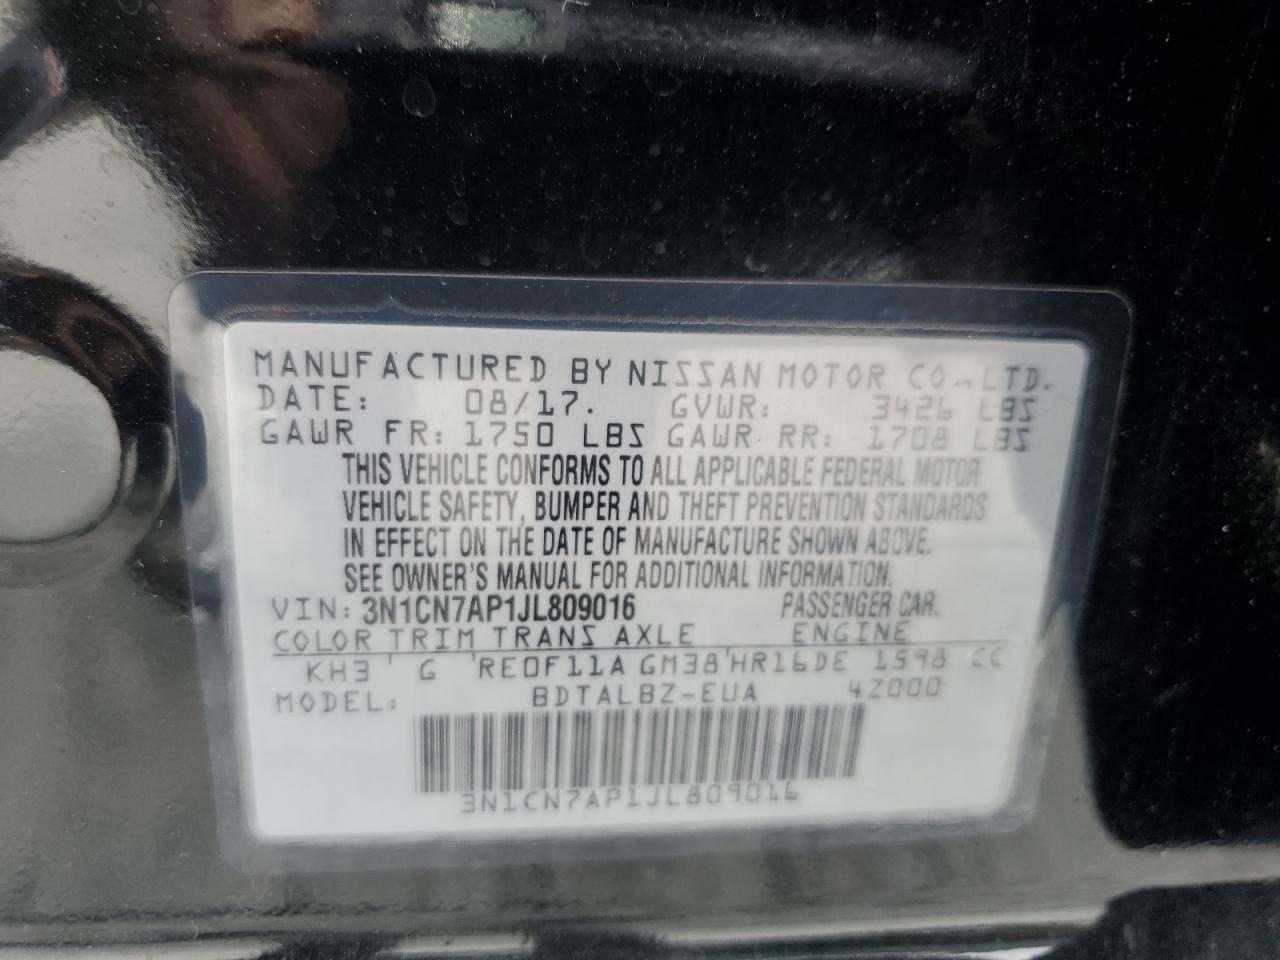 MANUFACTURED BY NISSAN MOTOR CO., LTD.
DATE: 08/17. GVWR: 3426 LBS
GAWR FR: 1750 LBS GAWR RR: 1708 LBS
THIS VEHICLE CONFORMS TO ALL APPLICABLE FEDERAL MOTOR
VEHICLE SAFETY, BUMPER AND THEFT PREVENTION STANDARDS
IN EFFECT ON THE DATE OF MANUFACTURE SHOWN ABOVE.
SEE OWNER'S MANUAL FOR ADDITIONAL INFORMATION.
VIN: 3N1CN7AP1JL809016 PASSENGER CAR.
COLOR TRIM TRANS AXLE ENGINE
KH3 G RE0F11A GM38 HR16DE 1598 CC
MODEL: BDTALBZ-EUA 4Z000
3N1CN7AP1JL809016